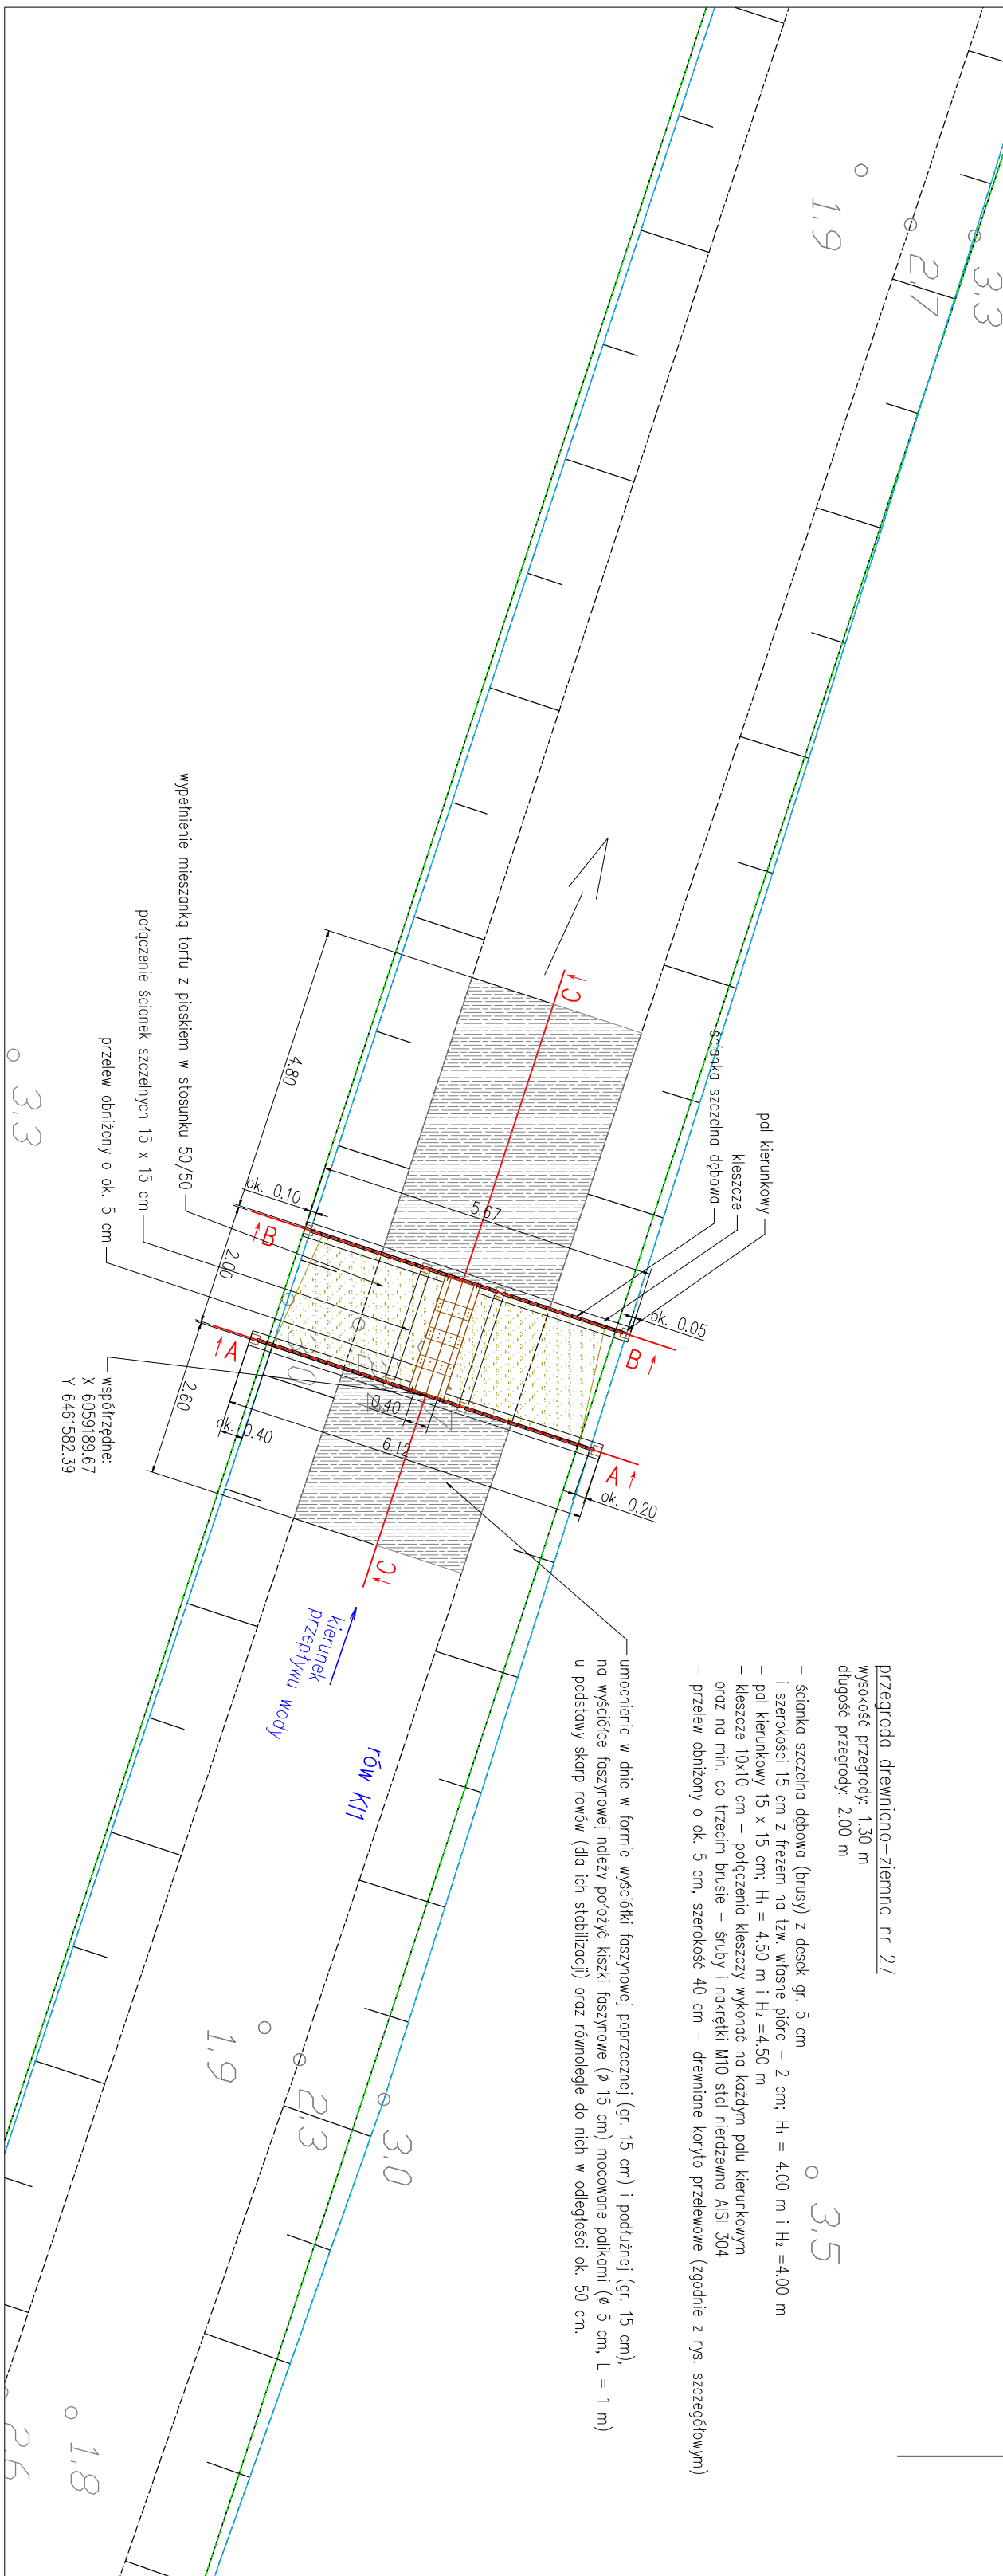 przegroda drewniano-ziemna nr 27
wysokość przegrody: 1.30 m
długość przegrody: 2.00 m
- ścianka szczelna dębowa (brusy) z desek gr. 5 cm
i szerokości 15 cm z frezem na tzw. własne pióro - 2 cm; H₁ = 4.00 m i H₂ =4.00 m
- pal kierunkowy 15 x 15 cm; H₁ = 4.50 m i H₂ =4.50 m
- kleszcze 10x10 cm - połączenia kleszczy wykonać na każdym palu kierunkowym
oraz na min. co trzecim brusie - śruby i nakrętki M10 stal nierdzewna AISI 304
- przelew obniżony o ok. 5 cm, szerokość 40 cm - drewniane koryto przelewowe (zgodnie z rys. szczegółowym)
umocnienie w dnie w formie wyściółki faszynowej poprzecznej (gr. 15 cm) i podłużnej (gr. 15 cm),
na wyściółce faszynowej należy położyć kiszki faszynowe (ø 15 cm) mocowane palikami (ø 5 cm, L = 1 m)
u podstawy skarp rowów (dla ich stabilizacji) oraz równolegle do nich w odległości ok. 50 cm.
pal kierunkowy
kleszcze
ścianka szczelna dębowa
wypełnienie mieszanką torfu z piaskiem w stosunku 50/50
połączenie ścianek szczelnych 15 x 15 cm
przelew obniżony o ok. 5 cm
współrzędne:
X 6059189.67
Y 6461582.39
kierunek
przepływu wody
rów K/1
4.80
2.00
2.60
5.67
6.12
0.40
ok. 0.10
ok. 0.05
ok. 0.40
ok. 0.20
A
A
B
B
C
C
3.3
2.7
1.9
3.5
3.0
2.3
1.9
3.3
3.0
1.8
2.6